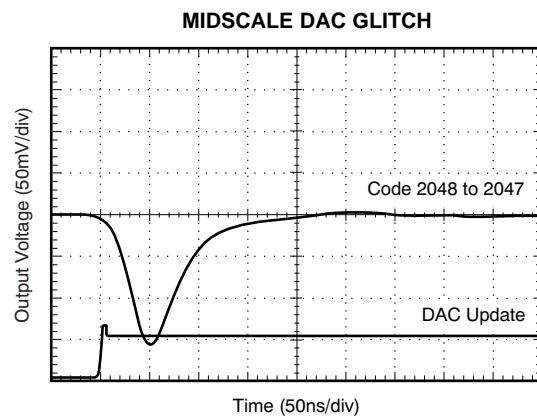 MIDSCALE DAC GLITCH
Output Voltage (50mV/div)
Code 2048 to 2047
DAC Update
Time (50ns/div)